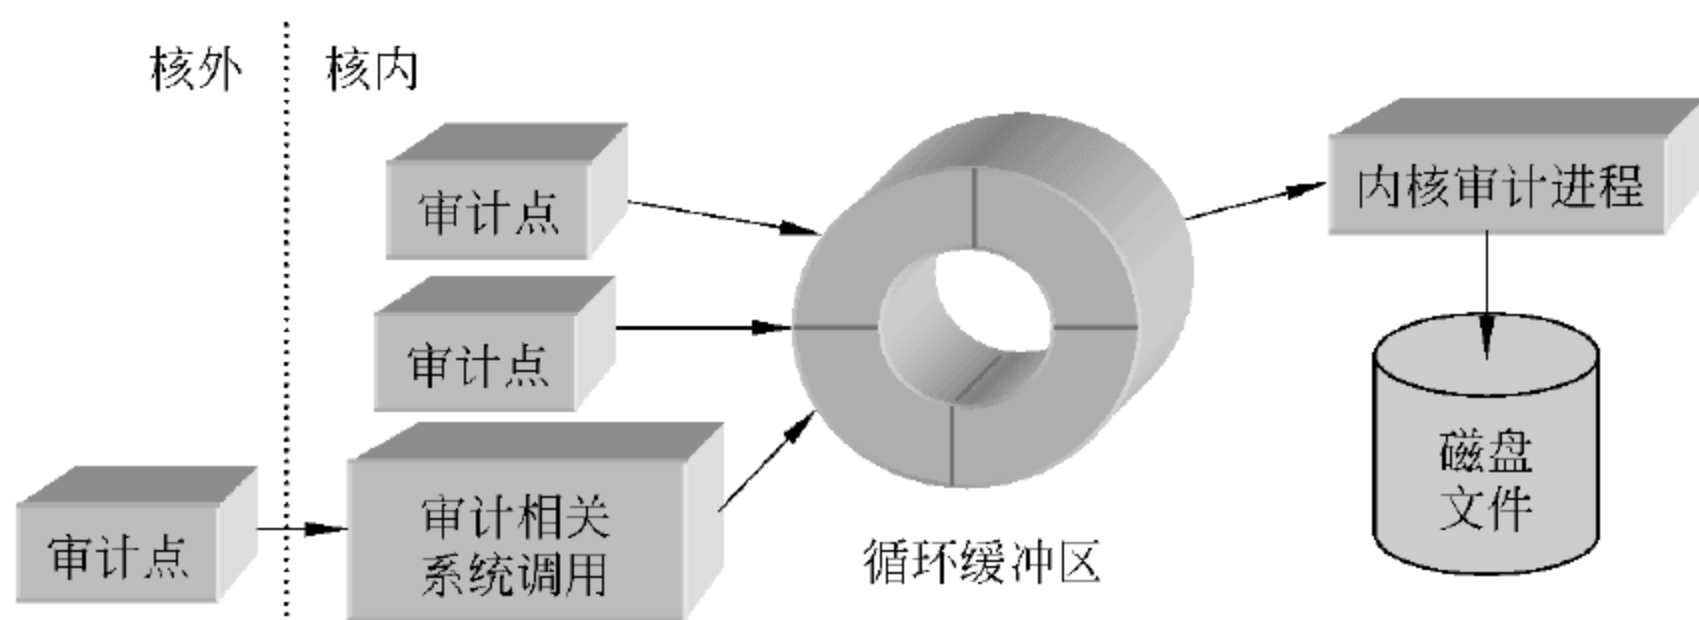 核外
核内
审计点
审计点
审计点
审计相关
系统调用
循环缓冲区
内核审计进程
磁盘
文件